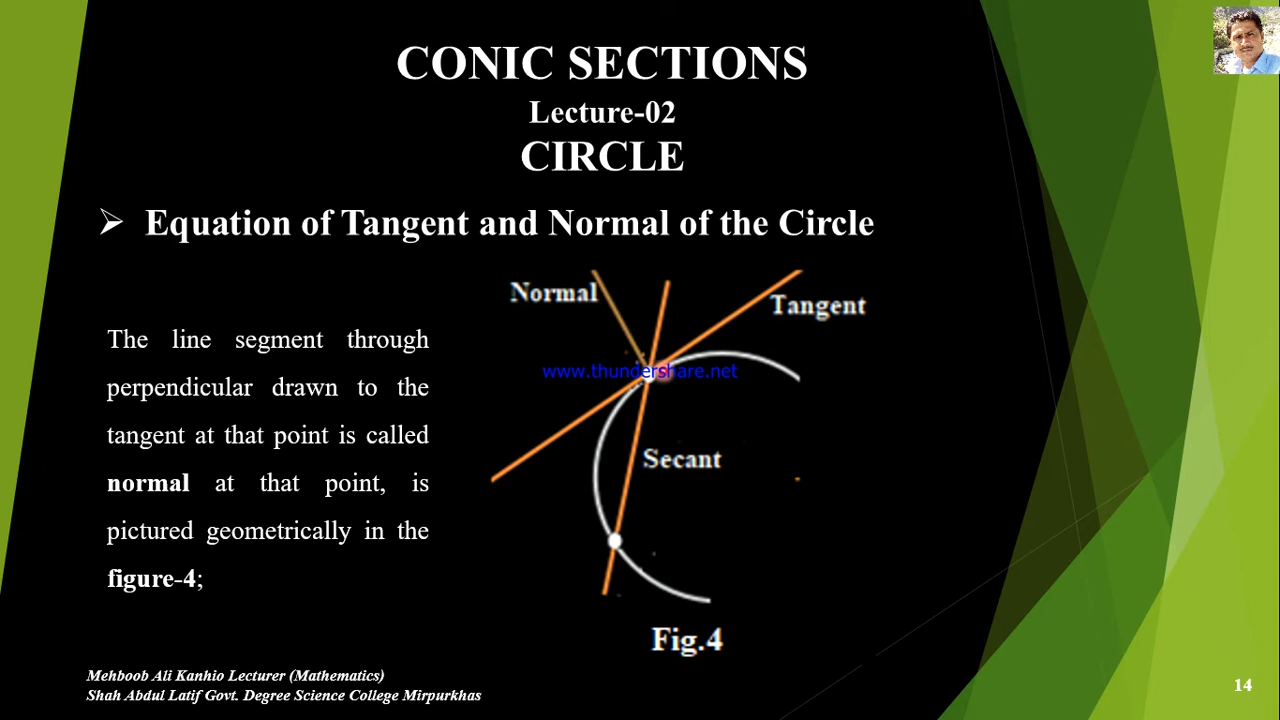 CONIC SECTIONS
Lecture-02
CIRCLE
➢ Equation of Tangent and Normal of the Circle
The line segment through
perpendicular drawn to the
tangent at that point is called
normal at that point, is
pictured geometrically in the
figure-4;
Normal
Tangent
www.thundershare.net
Secant
Fig.4
Mehboob Ali Kanhio Lecturer (Mathematics)
Shah Abdul Latif Govt. Degree Science College Mirpurkhas
14